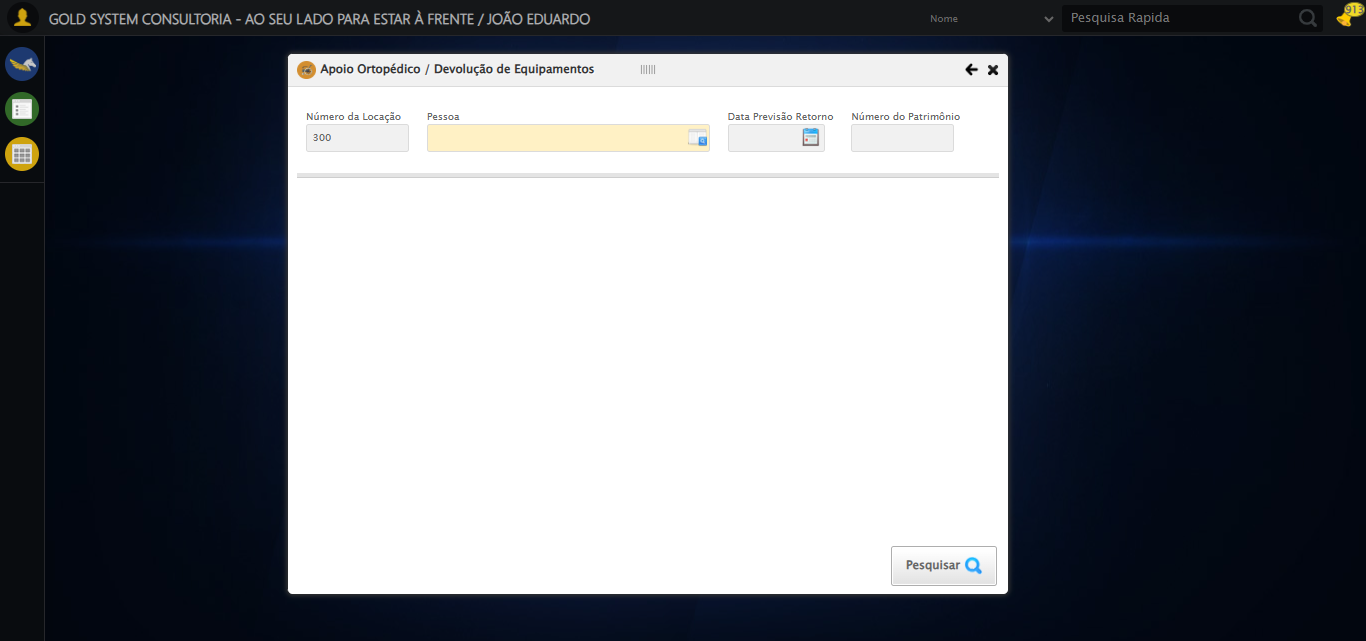 GOLD SYSTEM CONSULTORIA - AO SEU LADO PARA ESTAR À FRENTE / JOÃO EDUARDO
Nome
Pesquisa Rapida
913
Apoio Ortopédico / Devolução de Equipamentos
Número da Locação
Pessoa
Data Previsão Retorno
Número do Patrimônio
300
Pesquisar